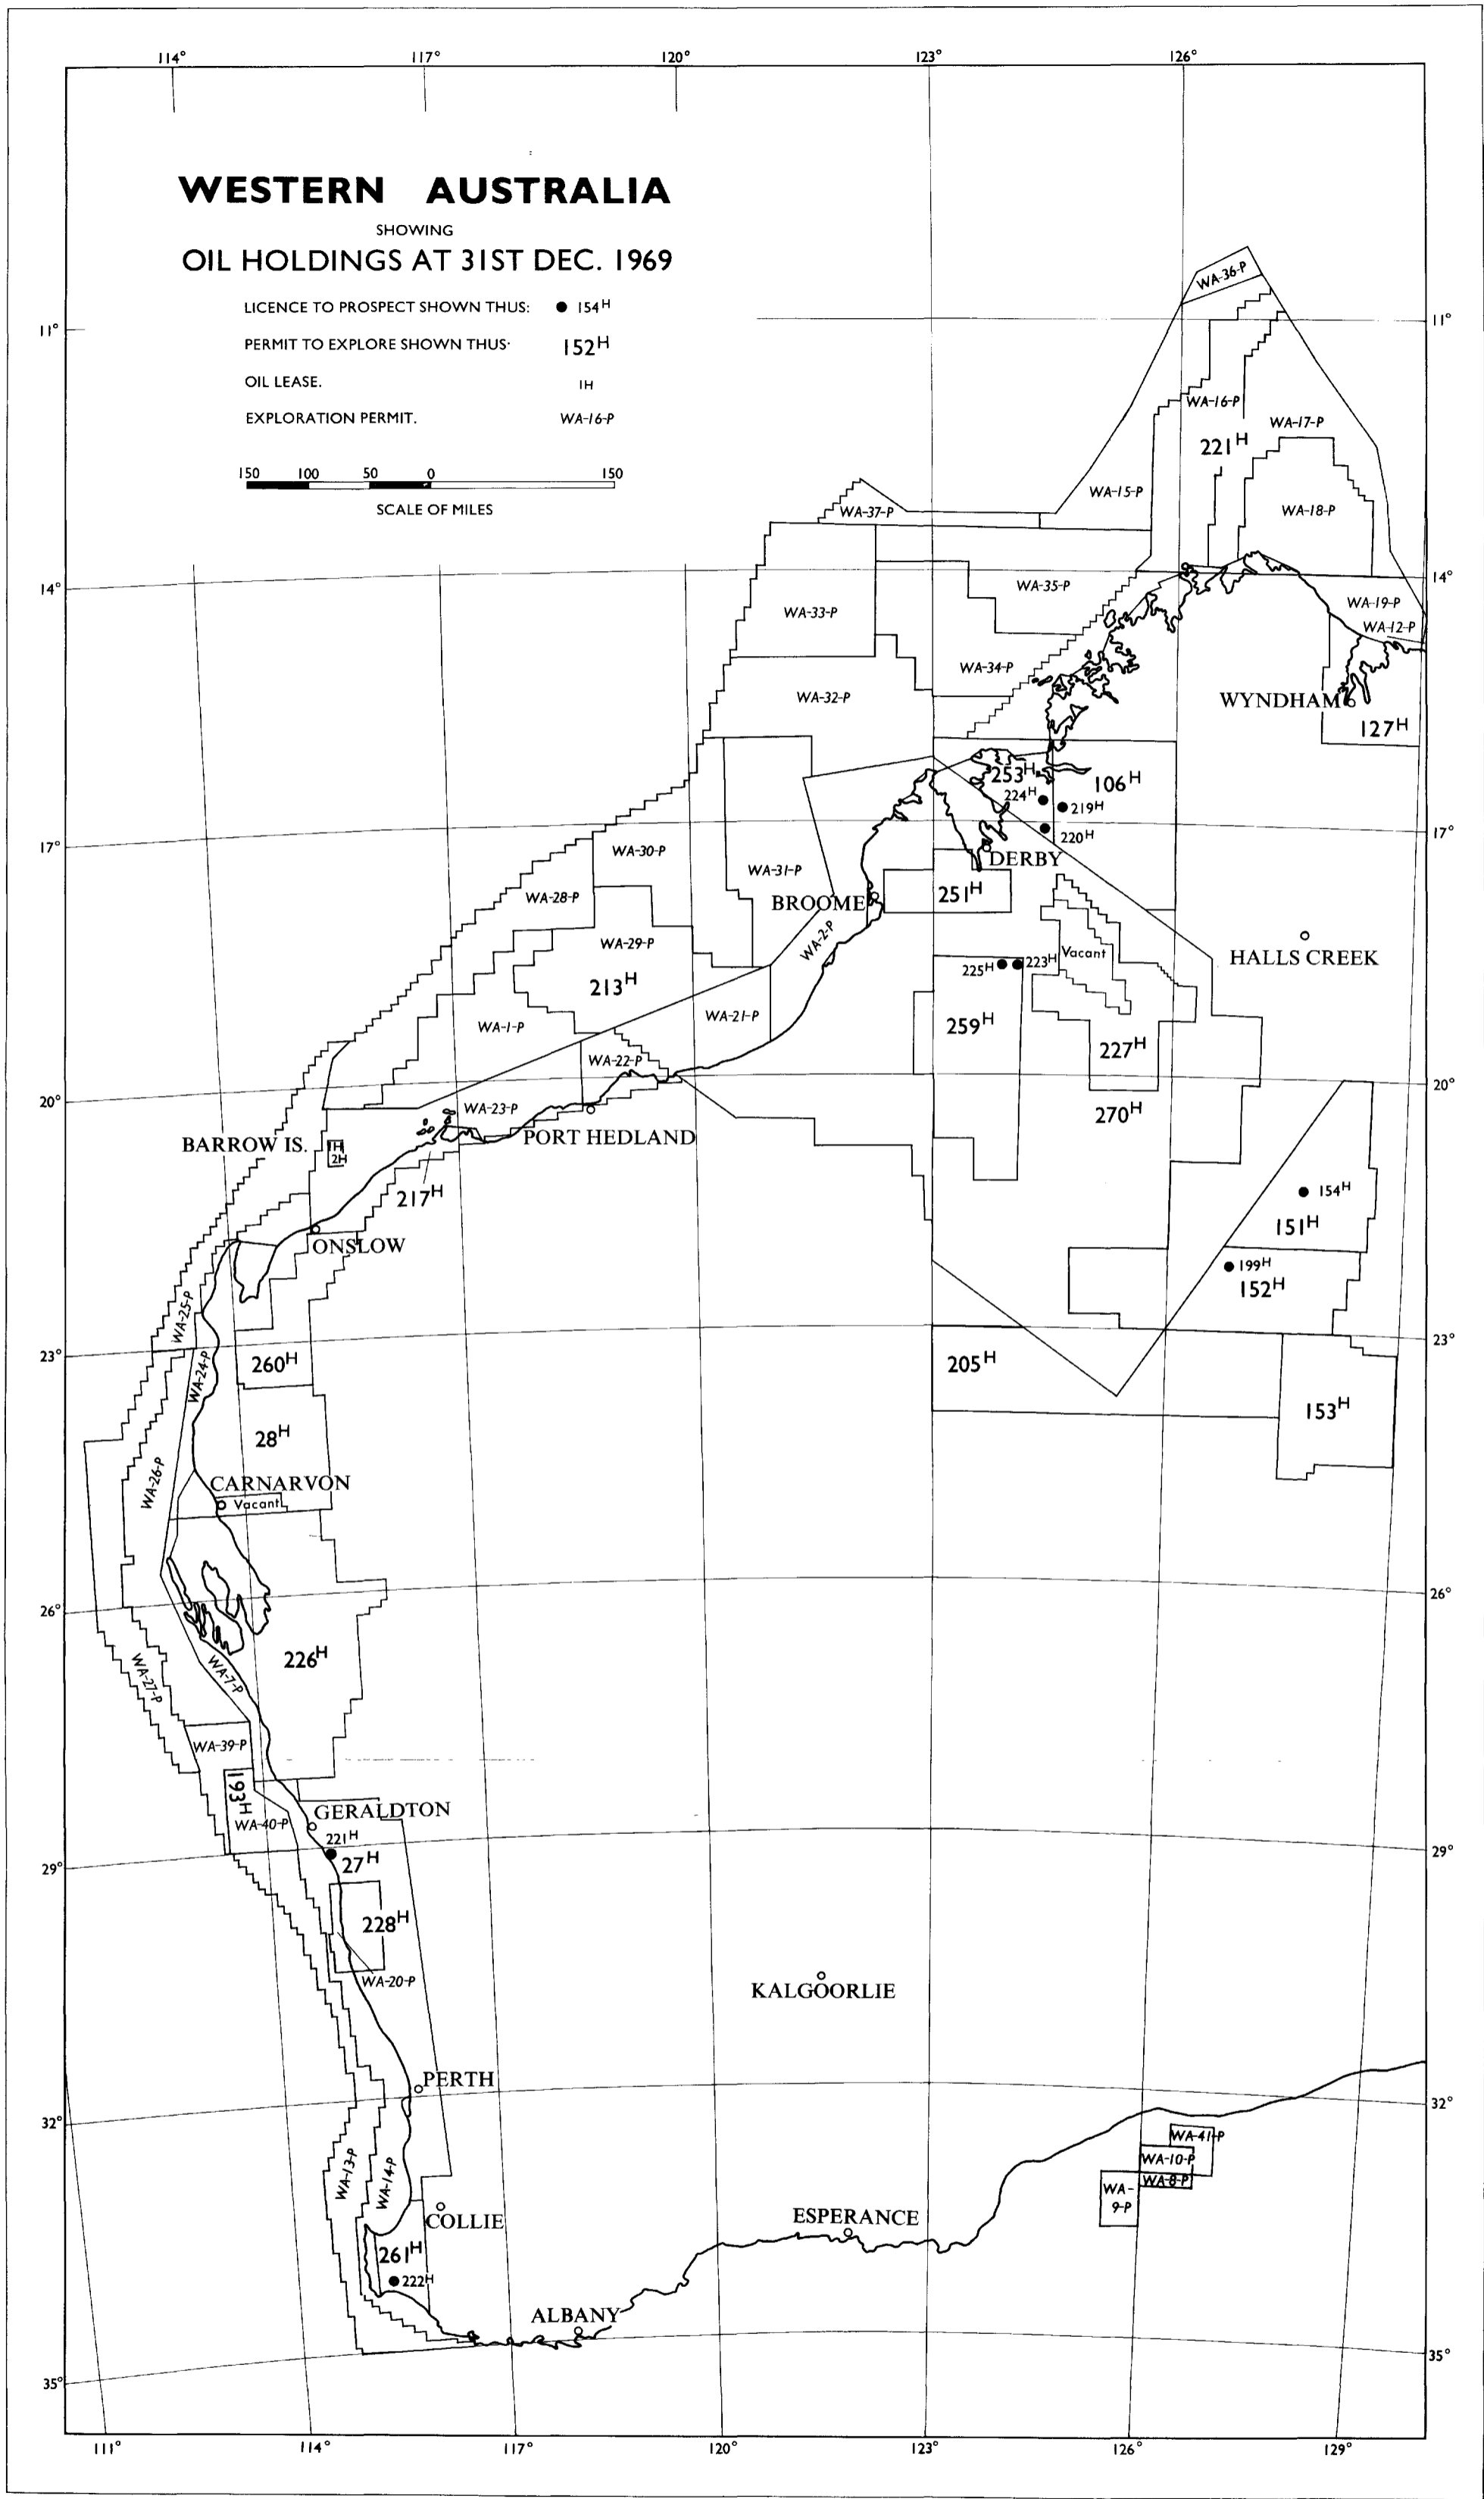 114° 117° 120° 123° 126°
WESTERN AUSTRALIA
SHOWING
OIL HOLDINGS AT 31ST DEC. 1969
LICENCE TO PROSPECT SHOWN THUS: ● 154H
PERMIT TO EXPLORE SHOWN THUS· 152H
OIL LEASE. 1H
EXPLORATION PERMIT. WA-16-P
150 100 50 0 150
SCALE OF MILES
WA-36-P
11° 11°
WA-16-P
WA-17-P
221H
WA-15-P
WA-18-P
WA-37-P
14° 14°
WA-35-P
WA-33-P
WA-19-P
WA-12-P
WA-34-P
WA-32-P
WYNDHAM
127H
253H
106H
224H
219H
220H
17° 17°
WA-30-P
DERBY
WA-31-P
WA-28-P
251H
BROOME
WA-2-P
WA-29-P
Vacant
HALLS CREEK
225H 223H
213H
WA-21-P
WA-1-P
259H
227H
WA-22-P
20° 20°
WA-23-P
270H
PORT HEDLAND
BARROW IS.
1H
2H
217H
154H
151H
ONSLOW
199H
152H
WA-25-P
23° 23°
260H
205H
WA-24-P
153H
28H
WA-26-P
CARNARVON
Vacant
26° 26°
226H
WA-27-P
WA-7-P
WA-39-P
193H
GERALDTON
WA-40-P
221H
27H
29° 29°
228H
WA-20-P
KALGOORLIE
PERTH
32° 32°
WA-41-P
WA-10-P
WA-8-P
WA-
9-P
WA-13-P
WA-14-P
COLLIE
ESPERANCE
261H
222H
ALBANY
35° 35°
111° 114° 117° 120° 123° 126° 129°